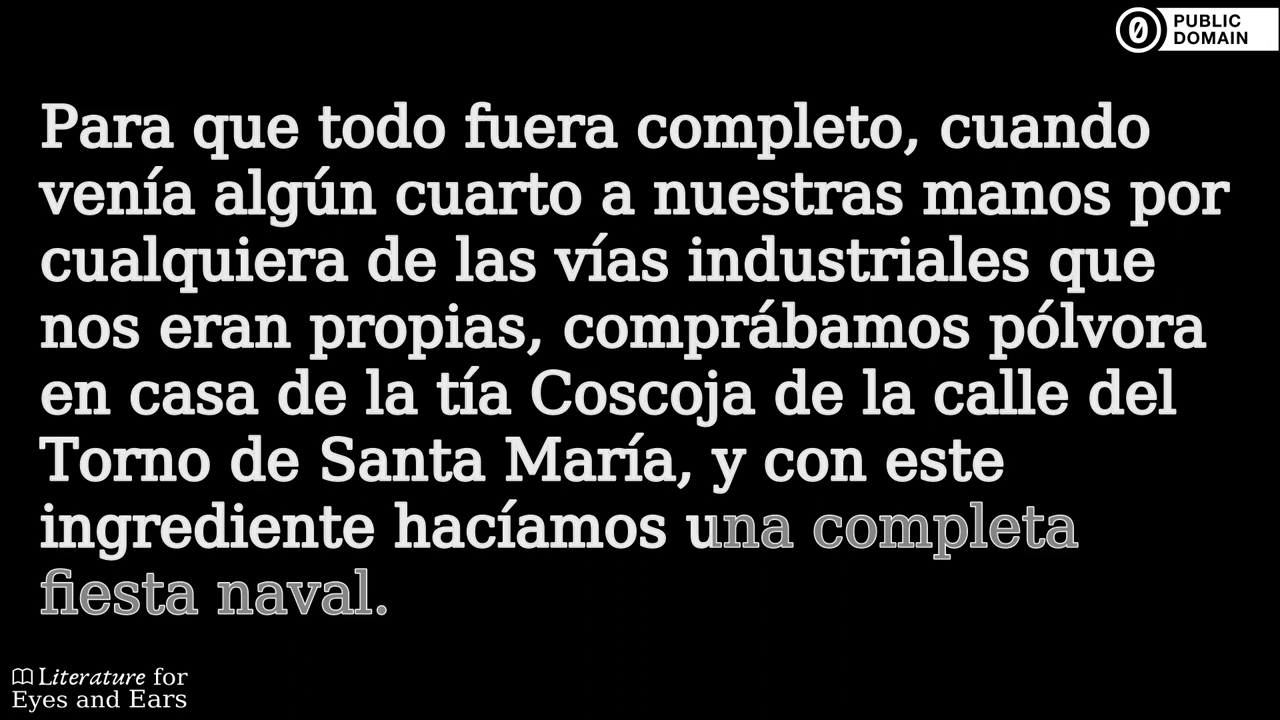 PUBLIC
DOMAIN
Para que todo fuera completo, cuando
venía algún cuarto a nuestras manos por
cualquiera de las vías industriales que
nos eran propias, comprábamos pólvora
en casa de la tía Coscoja de la calle del
Torno de Santa María, y con este
ingrediente hacíamos una completa
fiesta naval.
Literature for
Eyes and Ears